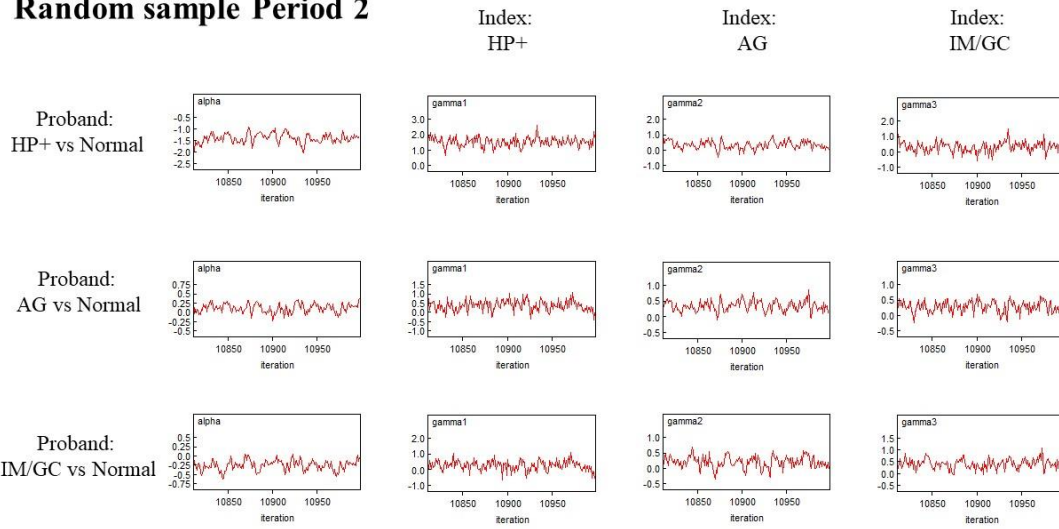 Random sample Period 2
Index:
HP+
Index:
AG
Index:
IM/GC
Proband:
HP+ vs Normal
alpha
-0.5
-1.0
-1.5
-2.0
-2.5
10850 10900 10950
iteration
gamma1
3.0
2.0
1.0
0.0
10850 10900 10950
iteration
gamma2
2.0
1.0
0.0
-1.0
10850 10900 10950
iteration
gamma3
2.0
1.0
0.0
-1.0
10850 10900 10950
iteration
Proband:
AG vs Normal
alpha
0.75
0.5
0.25
0.0
-0.25
-0.5
10850 10900 10950
iteration
gamma1
1.5
1.0
0.5
0.0
-0.5
-1.0
10850 10900 10950
iteration
gamma2
1.0
0.5
0.0
-0.5
10850 10900 10950
iteration
gamma3
1.0
0.5
0.0
-0.5
10850 10900 10950
iteration
Proband:
IM/GC vs Normal
alpha
0.5
0.25
0.0
-0.25
-0.5
-0.75
10850 10900 10950
iteration
gamma1
2.0
1.0
0.0
-1.0
10850 10900 10950
iteration
gamma2
1.0
0.5
0.0
-0.5
10850 10900 10950
iteration
gamma3
1.5
1.0
0.5
0.0
-0.5
10850 10900 10950
iteration